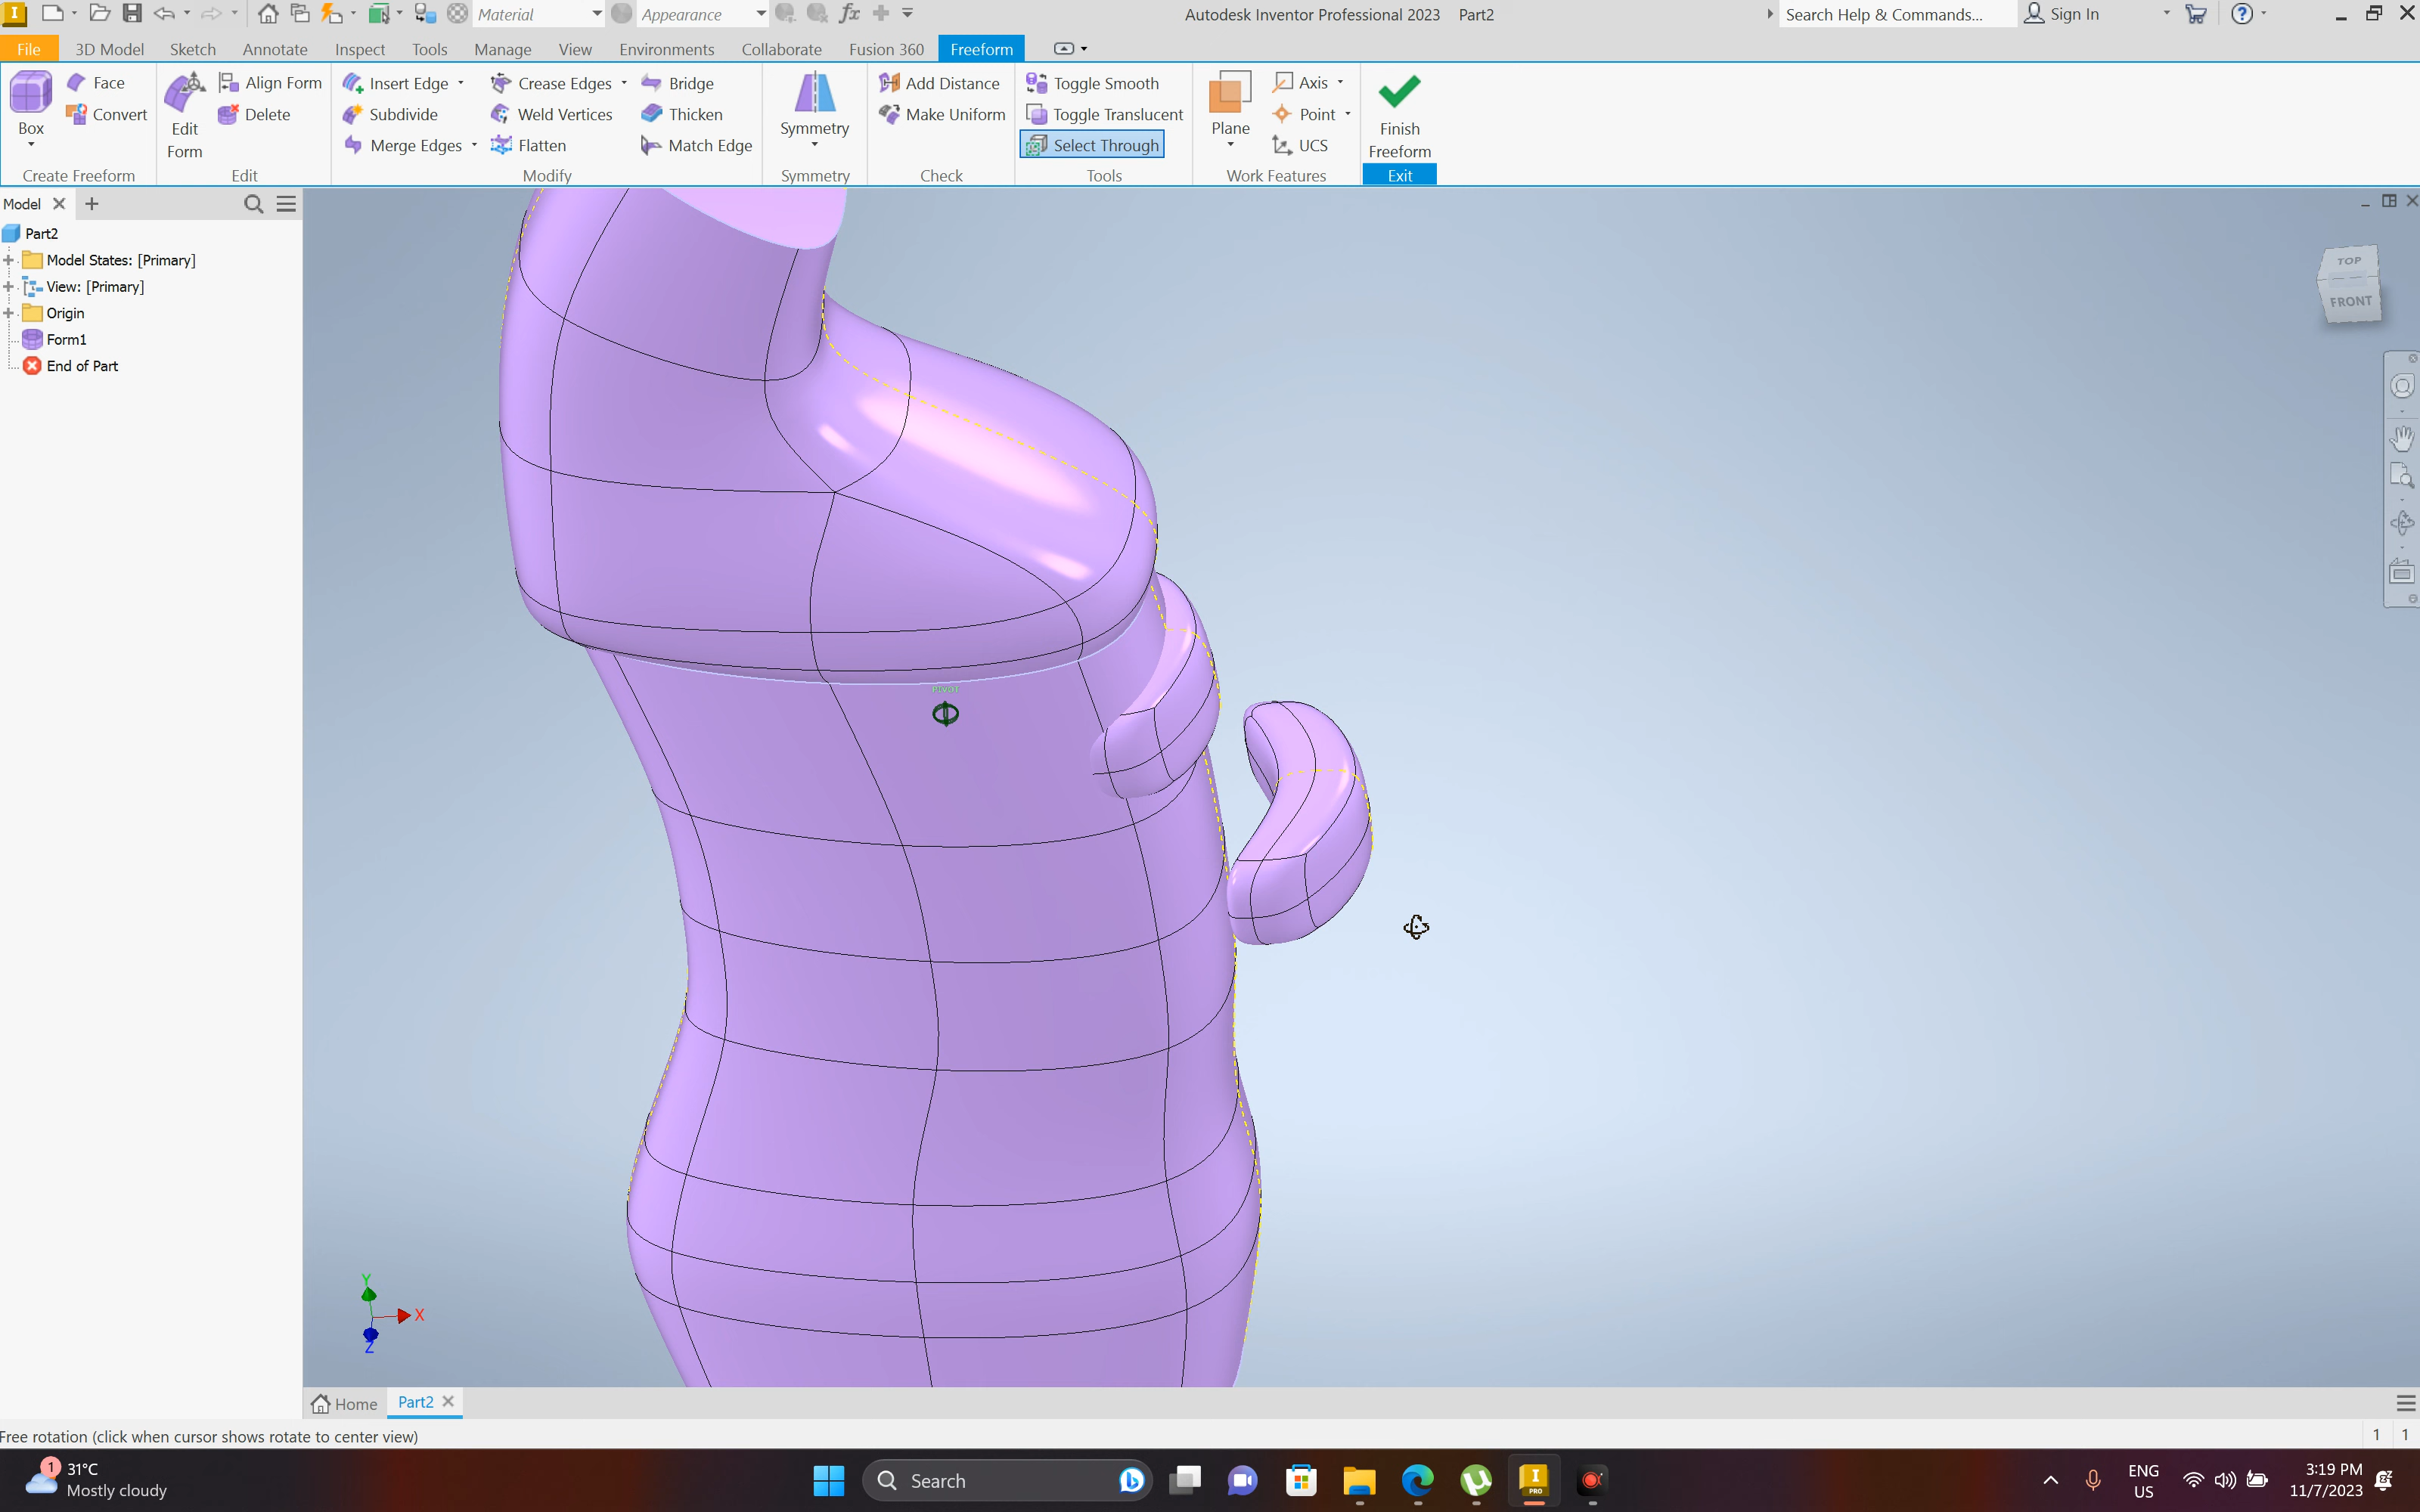 Material
Appearance
fx
Autodesk Inventor Professional 2023 Part2
Search Help & Commands...
Sign In
File 3D Model Sketch Annotate Inspect Tools Manage View Environments Collaborate Fusion 360 Freeform
Box
Face
Convert
Create Freeform
Edit
Form
Align Form
Delete
Edit
Insert Edge
Subdivide
Merge Edges
Crease Edges
Weld Vertices
Flatten
Bridge
Thicken
Match Edge
Modify
Symmetry
Symmetry
Add Distance
Make Uniform
Check
Toggle Smooth
Toggle Translucent
Select Through
Tools
Plane
Axis
Point
UCS
Work Features
Finish
Freeform
Exit
Model
Part2
Model States: [Primary]
View: [Primary]
Origin
Form1
End of Part
TOP
FRONT
PIVOT
Y
X
Z
Home Part2
Free rotation (click when cursor shows rotate to center view)
1 1
1
31°C
Mostly cloudy
Search
I
PRO
ENG
US
3:19 PM
11/7/2023